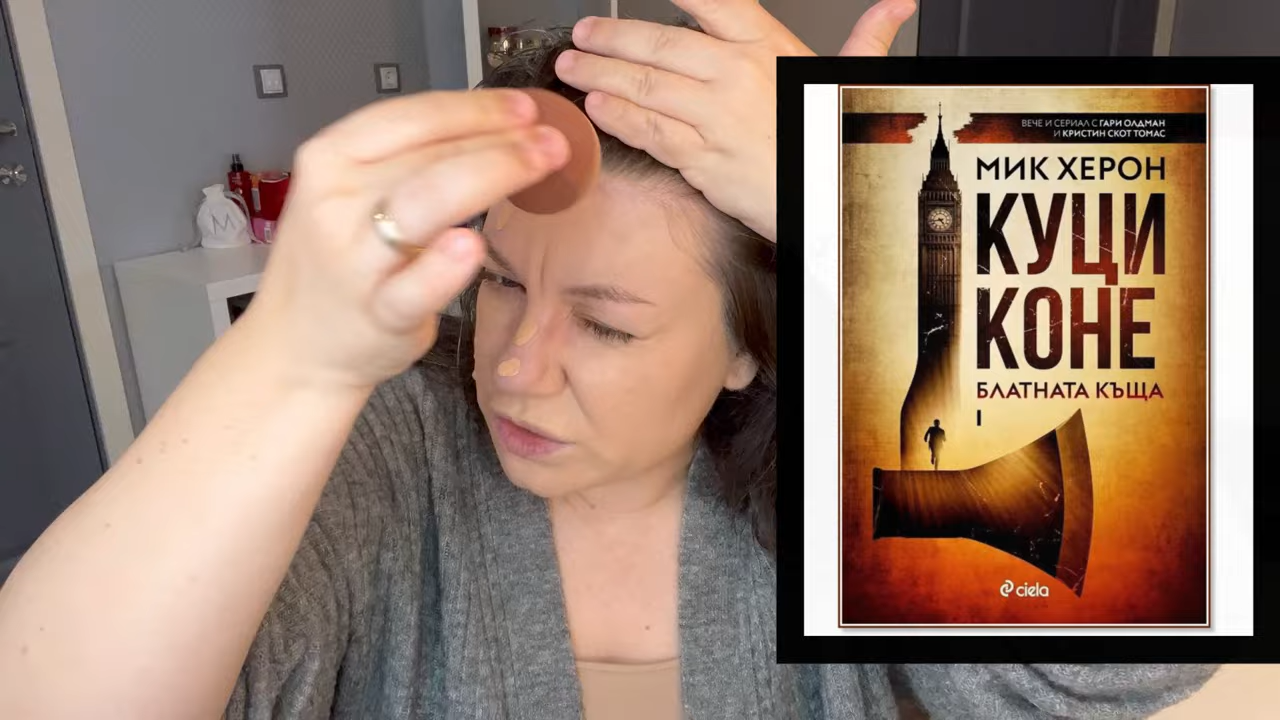 M
ВЕЧЕ И СЕРИАЛ С ГАРИ ОЛДМАН
И КРИСТИН СКОТ ТОМАС
МИК ХЕРОН
КУЦИ
КОНЕ
БЛАТНАТА КЪЩА
I
ciela